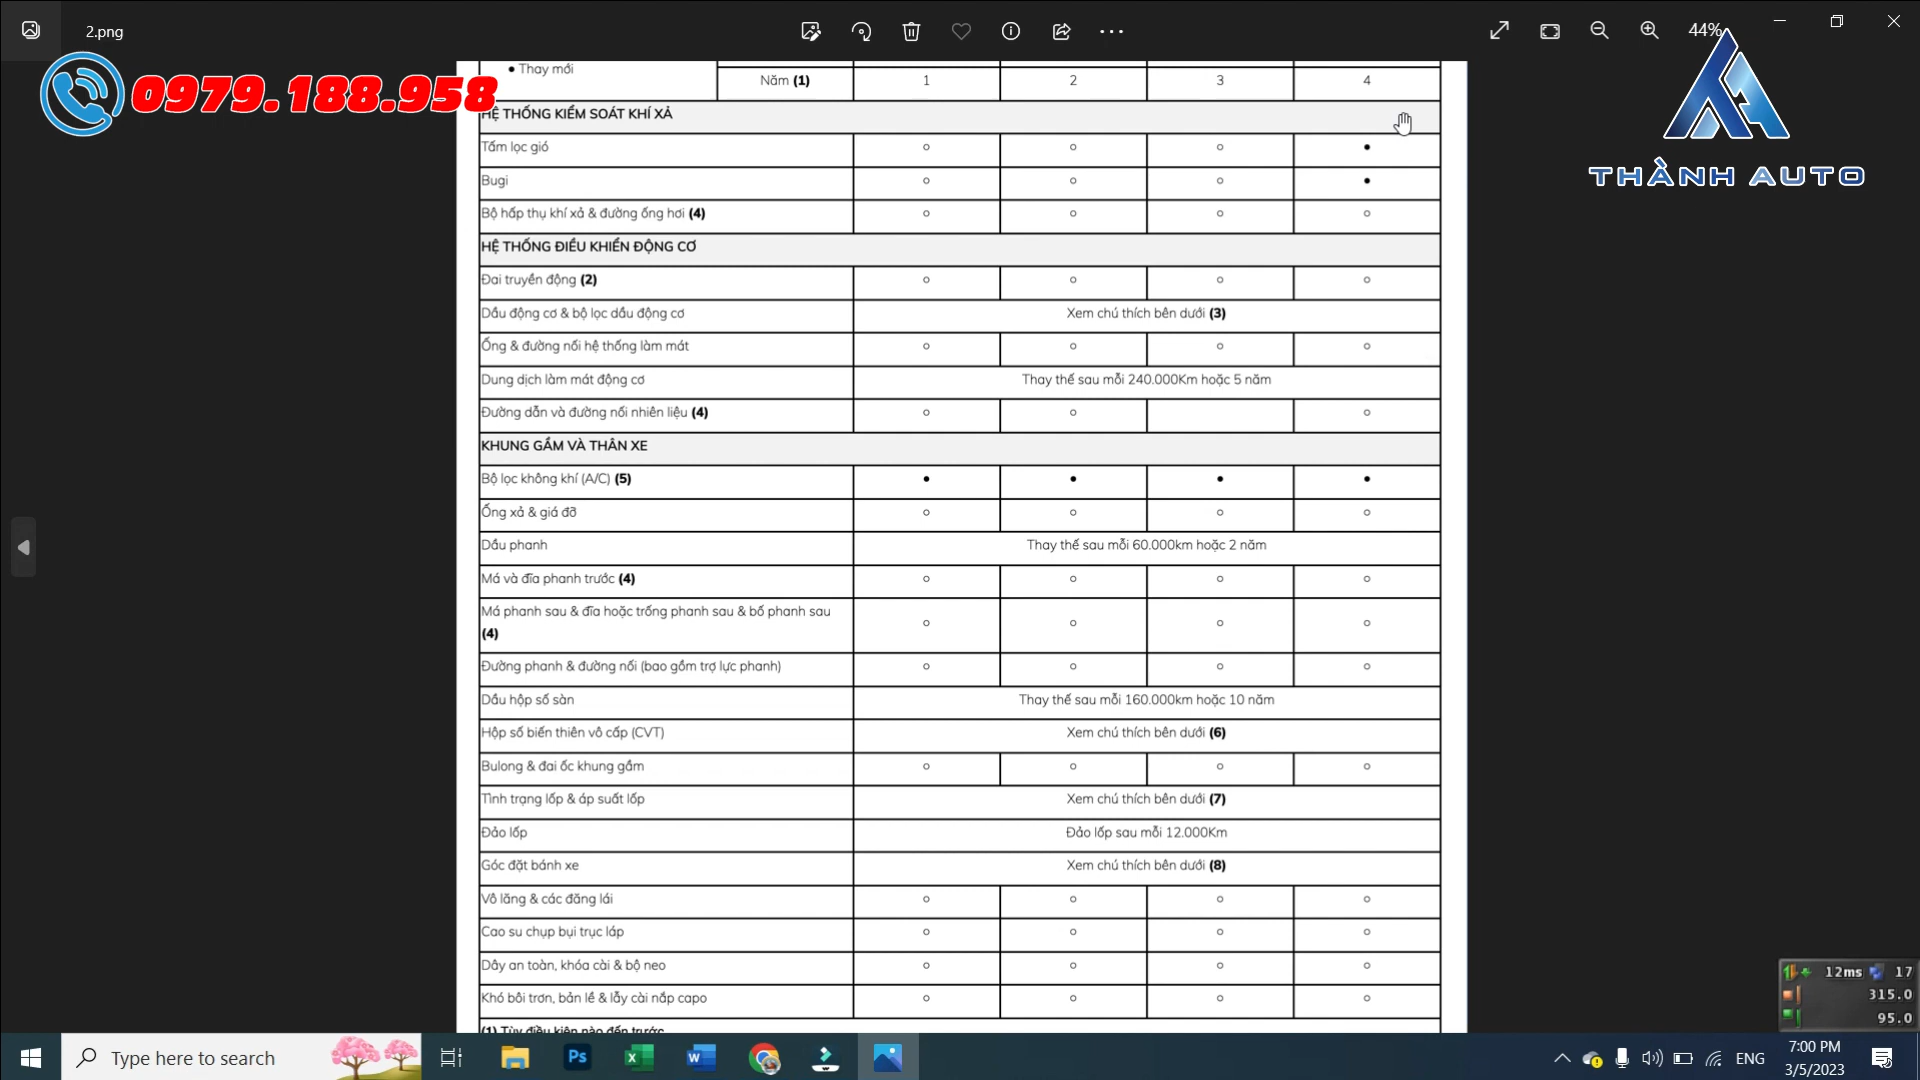 2.png
44%
0979.188.958
THÀNH AUTO
• Thay mới
Năm (1) 1 2 3 4
HỆ THỐNG KIỂM SOÁT KHÍ XẢ
Tấm lọc gió ○ ○ ○ •
Bugi ○ ○ ○ •
Bộ hấp thụ khí xả & đường ống hơi (4) ○ ○ ○ ○
HỆ THỐNG ĐIỀU KHIỂN ĐỘNG CƠ
Đai truyền động (2) ○ ○ ○ ○
Dầu động cơ & bộ lọc dầu động cơ Xem chú thích bên dưới (3)
Ống & đường nối hệ thống làm mát ○ ○ ○ ○
Dung dịch làm mát động cơ Thay thế sau mỗi 240.000Km hoặc 5 năm
Đường dẫn và đường nối nhiên liệu (4) ○ ○ ○
KHUNG GẦM VÀ THÂN XE
Bộ lọc không khí (A/C) (5) • • • •
Ống xả & giá đỡ ○ ○ ○ ○
Dầu phanh Thay thế sau mỗi 60.000km hoặc 2 năm
Má và đĩa phanh trước (4) ○ ○ ○ ○
Má phanh sau & đĩa hoặc trống phanh sau & bố phanh sau
(4) ○ ○ ○ ○
Đường phanh & đường nối (bao gồm trợ lực phanh) ○ ○ ○ ○
Dầu hộp số sàn Thay thế sau mỗi 160.000km hoặc 10 năm
Hộp số biến thiên vô cấp (CVT) Xem chú thích bên dưới (6)
Bulong & đai ốc khung gầm ○ ○ ○ ○
Tình trạng lốp & áp suất lốp Xem chú thích bên dưới (7)
Đảo lốp Đảo lốp sau mỗi 12.000Km
Góc đặt bánh xe Xem chú thích bên dưới (8)
Vô lăng & các đăng lái ○ ○ ○ ○
Cao su chụp bụi trục láp ○ ○ ○ ○
Dây an toàn, khóa cài & bộ neo ○ ○ ○ ○
Khó bôi trơn, bản lề & lẫy cài nắp capo ○ ○ ○ ○
(1) Tùy điều kiện nào đến trước
12ms 17
315.0
95.0
Type here to search
Ps
ENG
7:00 PM
3/5/2023